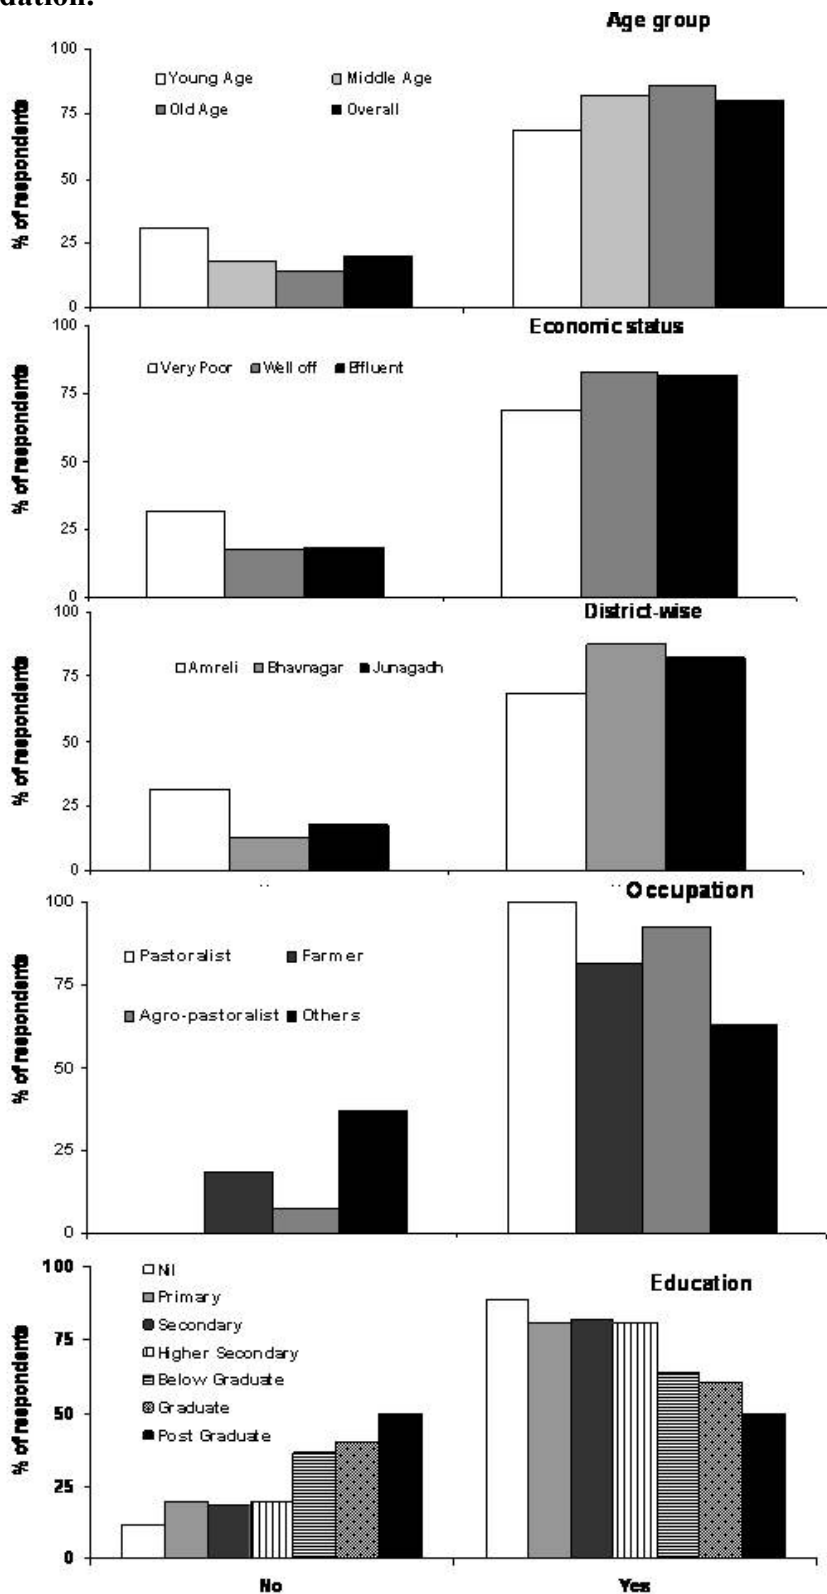 dation.
Age group
100
Young Age Middle Age
Old Age Overall
75
50
25
0
% of respondents
Economic status
100
Very Poor Well off Effluent
75
50
25
0
% of respondents
District-wise
100
Amreli Bhavnagar Junagadh
75
50
25
0
% of respondents
Occupation
100
Pastoralist Farmer
Agro-pastoralist Others
75
50
25
0
% of respondents
Education
100
Nil
Primary
Secondary
Higher Secondary
Below Graduate
Graduate
Post Graduate
75
50
25
0
% of respondents
No Yes